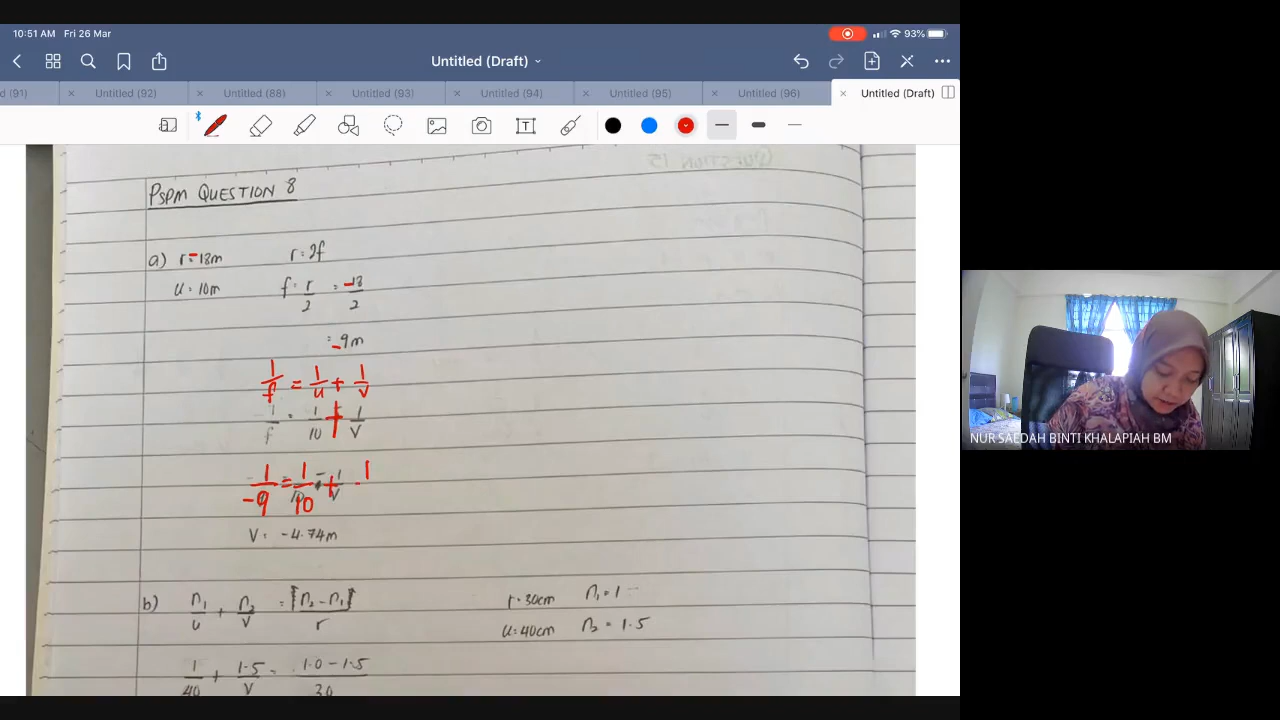 10:51 AM Fri 26 Mar
93%
Untitled (Draft)
d (91)
Untitled (92)
Untitled (88)
Untitled (93)
Untitled (94)
Untitled (95)
Untitled (96)
Untitled (Draft)
T
QUESTION 15
PSPM QUESTION 8
a) r = -18m r = 2f
u = 10m f = r/2 = -18/2
= -9m
1/f = 1/u + 1/v
1/f = 1/10 + 1/v
1/-9 = 1/10 + 1/v
v = -4.74m
b) n1/u + n2/v = [n2 - n1]/r
r = 30cm n1 = 1
u = 40cm n2 = 1.5
1/40 + 1.5/v = 1.0 - 1.5/30
NUR SAEDAH BINTI KHALAPIAH BM